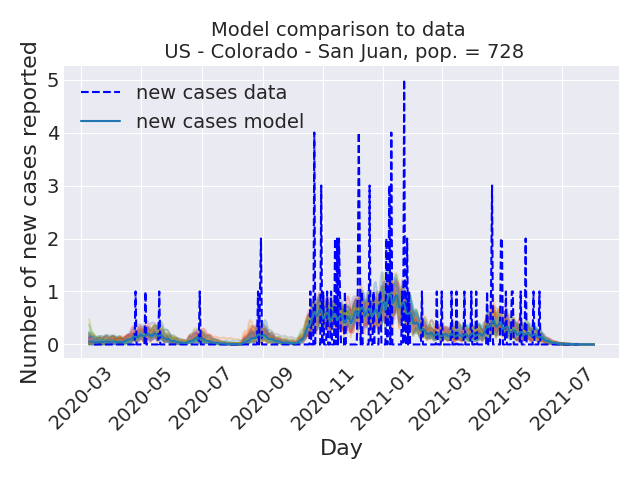 Model comparison to data
US - Colorado - San Juan, pop. = 728
Number of new cases reported
5
4
3
2
1
0
new cases data
new cases model
2020-03
2020-05
2020-07
2020-09
2020-11
2021-01
2021-03
2021-05
2021-07
Day